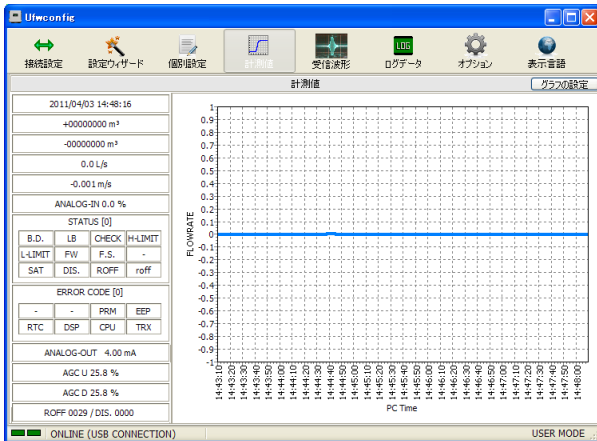 Ufwconfig
接続設定 設定ウィザード 個別設定 計測値 受信波形 LOG ログデータ オプション 表示言語
計測値 グラフの設定
2011/04/03 14:48:16
+00000000 m³
-00000000 m³
0.0 L/s
-0.001 m/s
ANALOG-IN 0.0 %
STATUS [0]
B.D. LB CHECK H-LIMIT
L-LIMIT FW F.S. -
SAT DIS. ROFF roff
ERROR CODE [0]
- - PRM EEP
RTC DSP CPU TRX
ANALOG-OUT 4.00 mA
AGC U 25.8 %
AGC D 25.8 %
ROFF 0029 / DIS. 0000
FLOWRATE
1
0.9
0.8
0.7
0.6
0.5
0.4
0.3
0.2
0.1
0
-0.1
-0.2
-0.3
-0.4
-0.5
-0.6
-0.7
-0.8
-0.9
-1
14:43:10 14:43:20 14:43:30 14:43:40 14:43:50 14:44:00 14:44:10 14:44:20 14:44:30 14:44:40 14:44:50 14:45:00 14:45:10 14:45:20 14:45:30 14:45:40 14:45:50 14:46:00 14:46:10 14:46:20 14:46:30 14:46:40 14:46:50 14:47:00 14:47:10 14:47:20 14:47:30 14:47:40 14:47:50 14:48:00
PC Time
ONLINE (USB CONNECTION) USER MODE